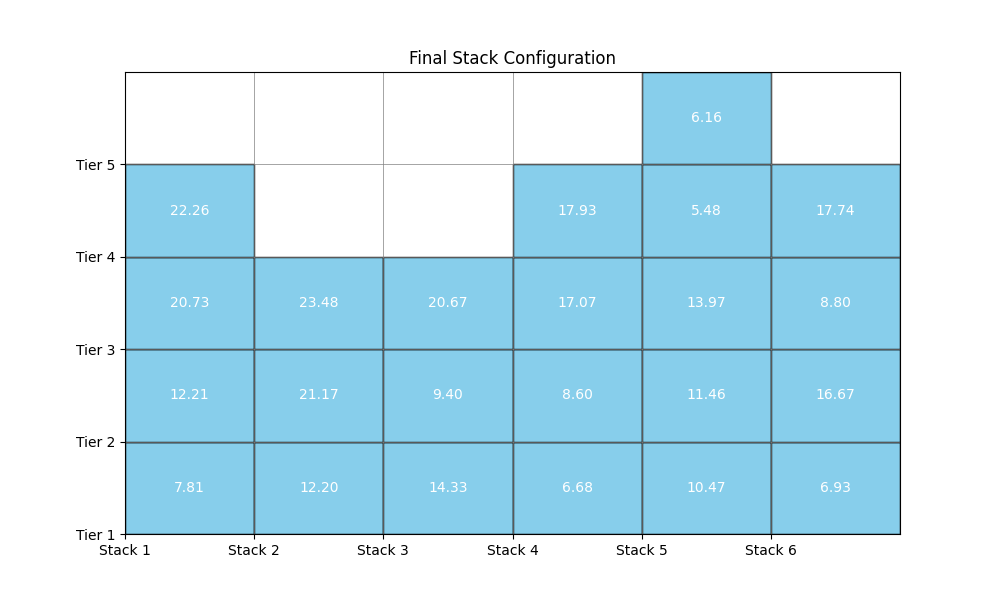 Final Stack Configuration
6.16
Tier 5
22.26 17.93 5.48 17.74
Tier 4
20.73 23.48 20.67 17.07 13.97 8.80
Tier 3
12.21 21.17 9.40 8.60 11.46 16.67
Tier 2
7.81 12.20 14.33 6.68 10.47 6.93
Tier 1
Stack 1 Stack 2 Stack 3 Stack 4 Stack 5 Stack 6